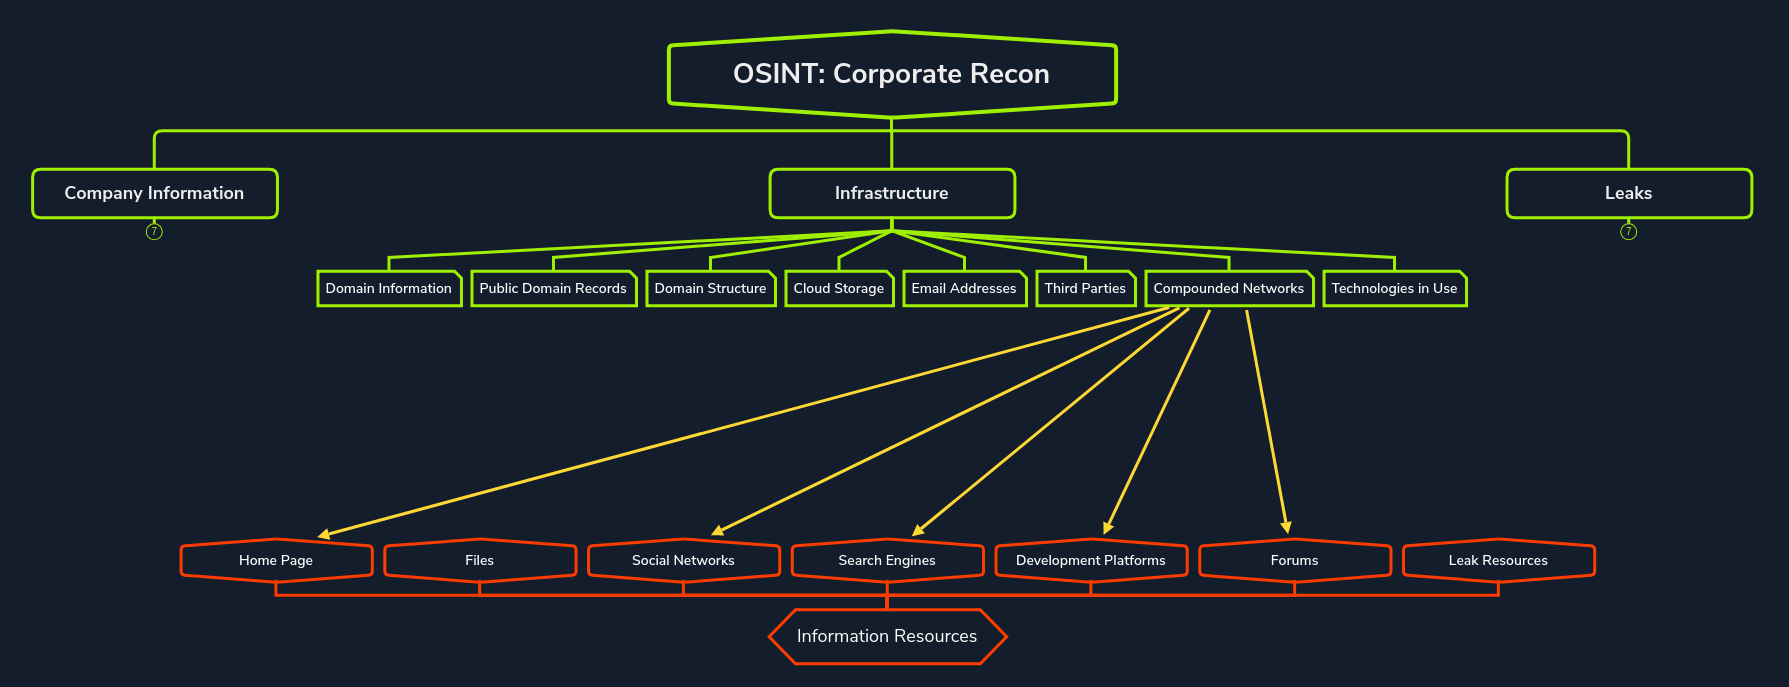 OSINT: Corporate Recon
Company Information
Infrastructure
Leaks
7
7
Domain Information
Public Domain Records
Domain Structure
Cloud Storage
Email Addresses
Third Parties
Compounded Networks
Technologies in Use
Home Page
Files
Social Networks
Search Engines
Development Platforms
Forums
Leak Resources
Information Resources